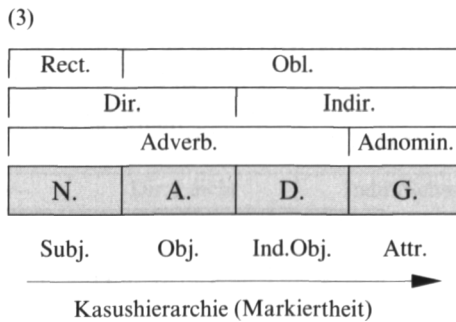 (3)
Rect. Obl.
Dir. Indir.
Adverb. Adnomin.
N. A. D. G.
Subj. Obj. Ind.Obj. Attr.
Kasushierarchie (Markiertheit)